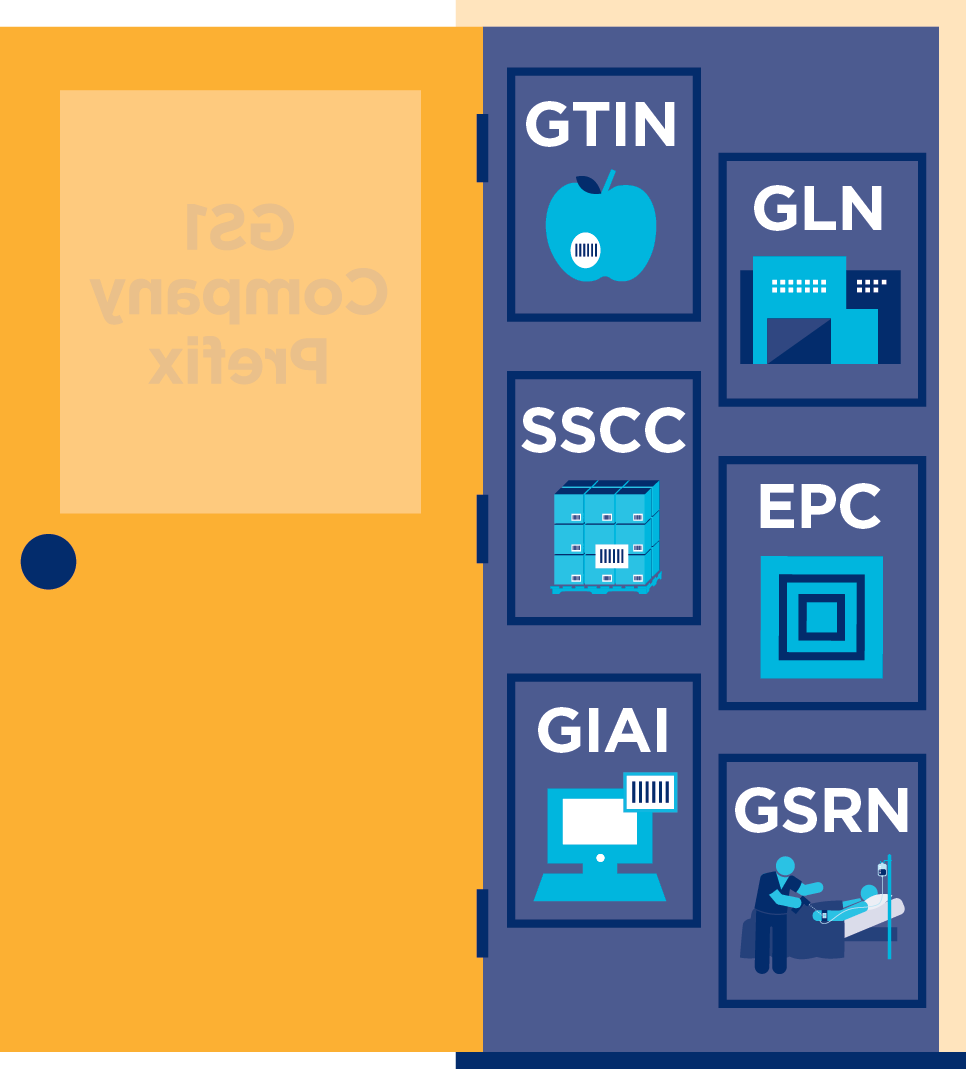 GS1
Company
Prefix
GTIN
GLN
SSCC
EPC
GIAI
GSRN